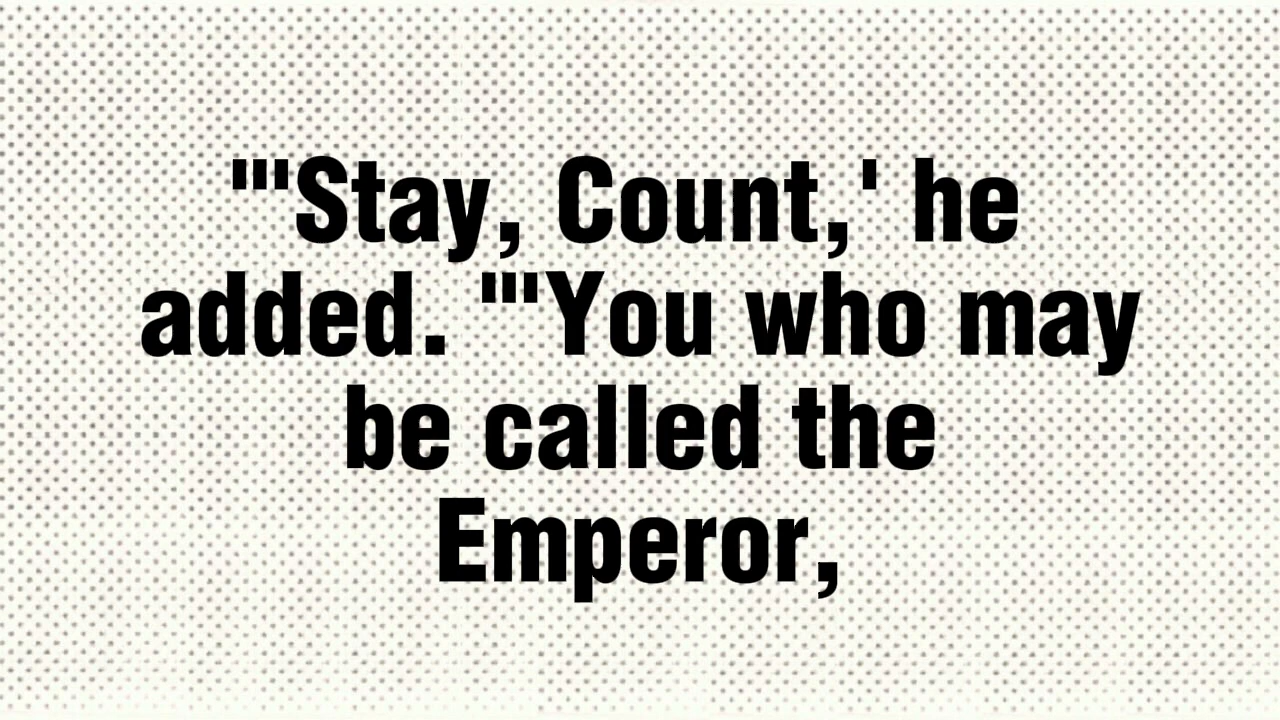 "'Stay, Count,' he
added. "'You who may
be called the
Emperor,